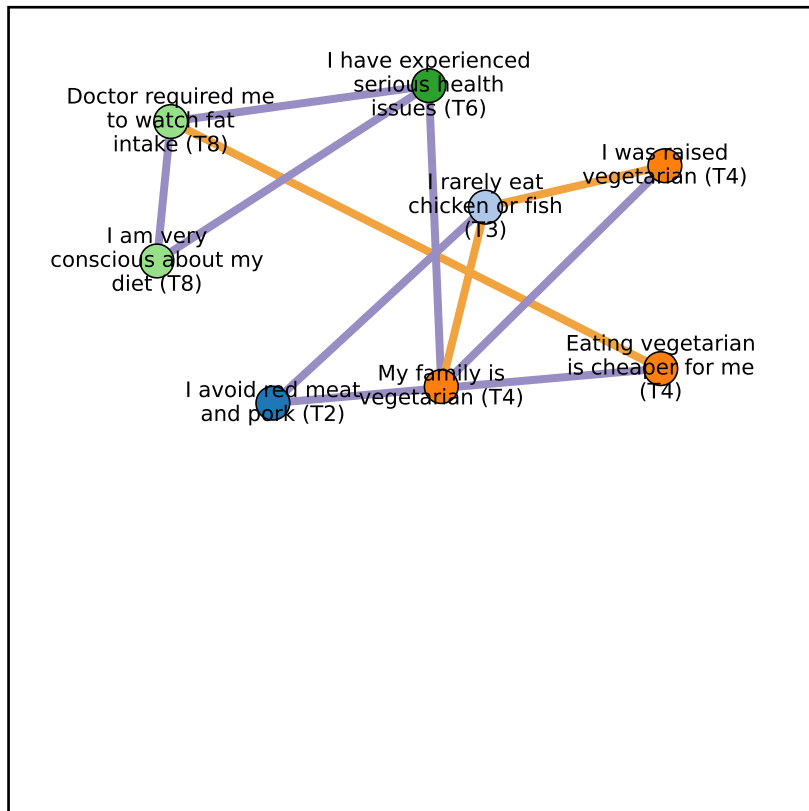 I have experienced
serious health
issues (T6)
Doctor required me
to watch fat
intake (T8)
I was raised
vegetarian (T4)
I rarely eat
chicken or fish
(T3)
I am very
conscious about my
diet (T8)
Eating vegetarian
is cheaper for me
(T4)
My family is
vegetarian (T4)
I avoid red meat
and pork (T2)